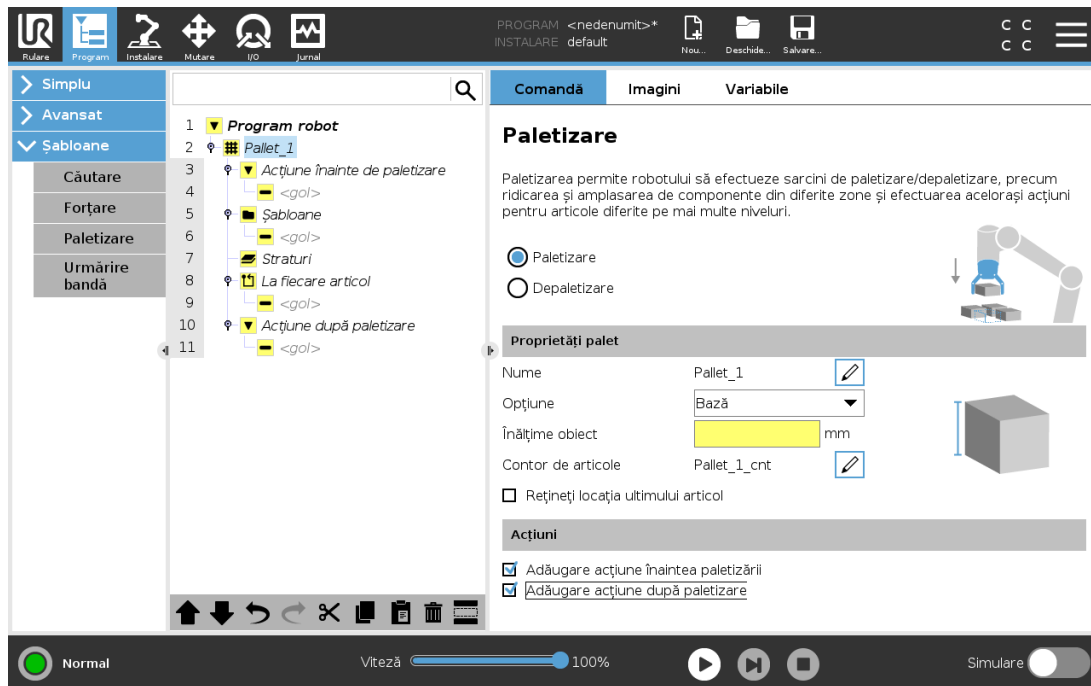 PROGRAM <nedenumit>*
INSTALARE default
Rulare Program Instalare Mutare I/O Jurnal Nou... Deschide... Salvare...
C C
C C
Simplu
Avansat
Șabloane
Căutare
Forțare
Paletizare
Urmărire
bandă
1 Program robot
2 Pallet_1
3 Acțiune înainte de paletizare
4 <gol>
5 Șabloane
6 <gol>
7 Straturi
8 La fiecare articol
9 <gol>
10 Acțiune după paletizare
11 <gol>
Comandă Imagini Variabile
Paletizare
Paletizarea permite robotului să efectueze sarcini de paletizare/depaletizare, precum
ridicarea și amplasarea de componente din diferite zone și efectuarea acelorași acțiuni
pentru articole diferite pe mai multe niveluri.
Paletizare
Depaletizare
Proprietăți palet
Nume Pallet_1
Opțiune Bază
Înălțime obiect mm
Contor de articole Pallet_1_cnt
Rețineți locația ultimului articol
Acțiuni
Adăugare acțiune înaintea paletizării
Adăugare acțiune după paletizare
Normal Viteză 100% Simulare